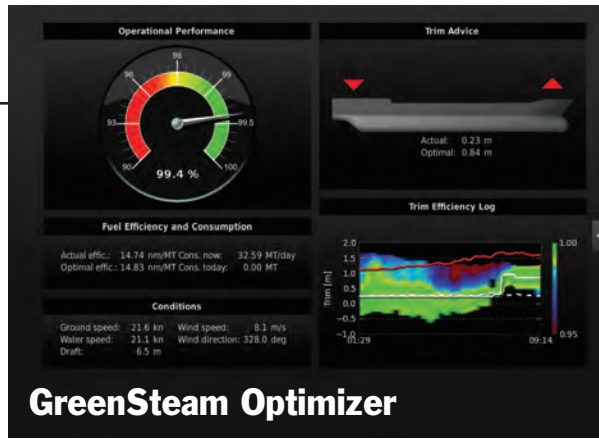 Operational Performance
90
93
96
98
99
99.5
100
99.4 %
Fuel Efficiency and Consumption
Actual effic.: 14.74 nm/MT Cons. now: 32.59 MT/day
Optimal effic.: 14.83 nm/MT Cons. today: 0.00 MT
Conditions
Ground speed: 21.6 kn Wind speed: 8.1 m/s
Water speed: 21.1 kn Wind direction: 328.0 deg
Draft: 6.5 m
Trim Advice
Actual: 0.23 m
Optimal: 0.84 m
Trim Efficiency Log
Trim [m]
2.0
1.5
1.0
0.5
0.0
−0.5
−1.0
01:29 09:14
1.00
0.95
GreenSteam Optimizer